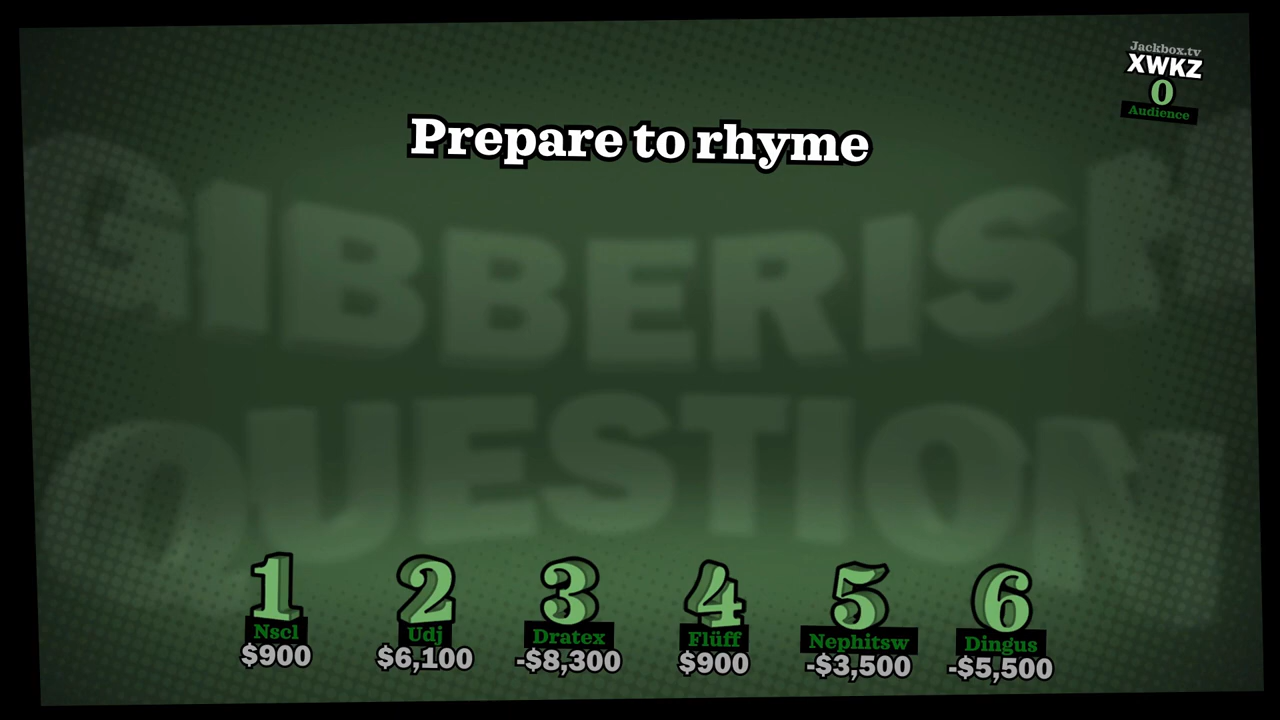 Jackbox.tv
XWKZ
0
Audience
Prepare to rhyme
GIBBERISH
QUESTION
1 2 3 4 5 6
Nscl Udj Dratex Flüff Nephitsw Dingus
$900 $6,100 -$8,300 $900 -$3,500 -$5,500